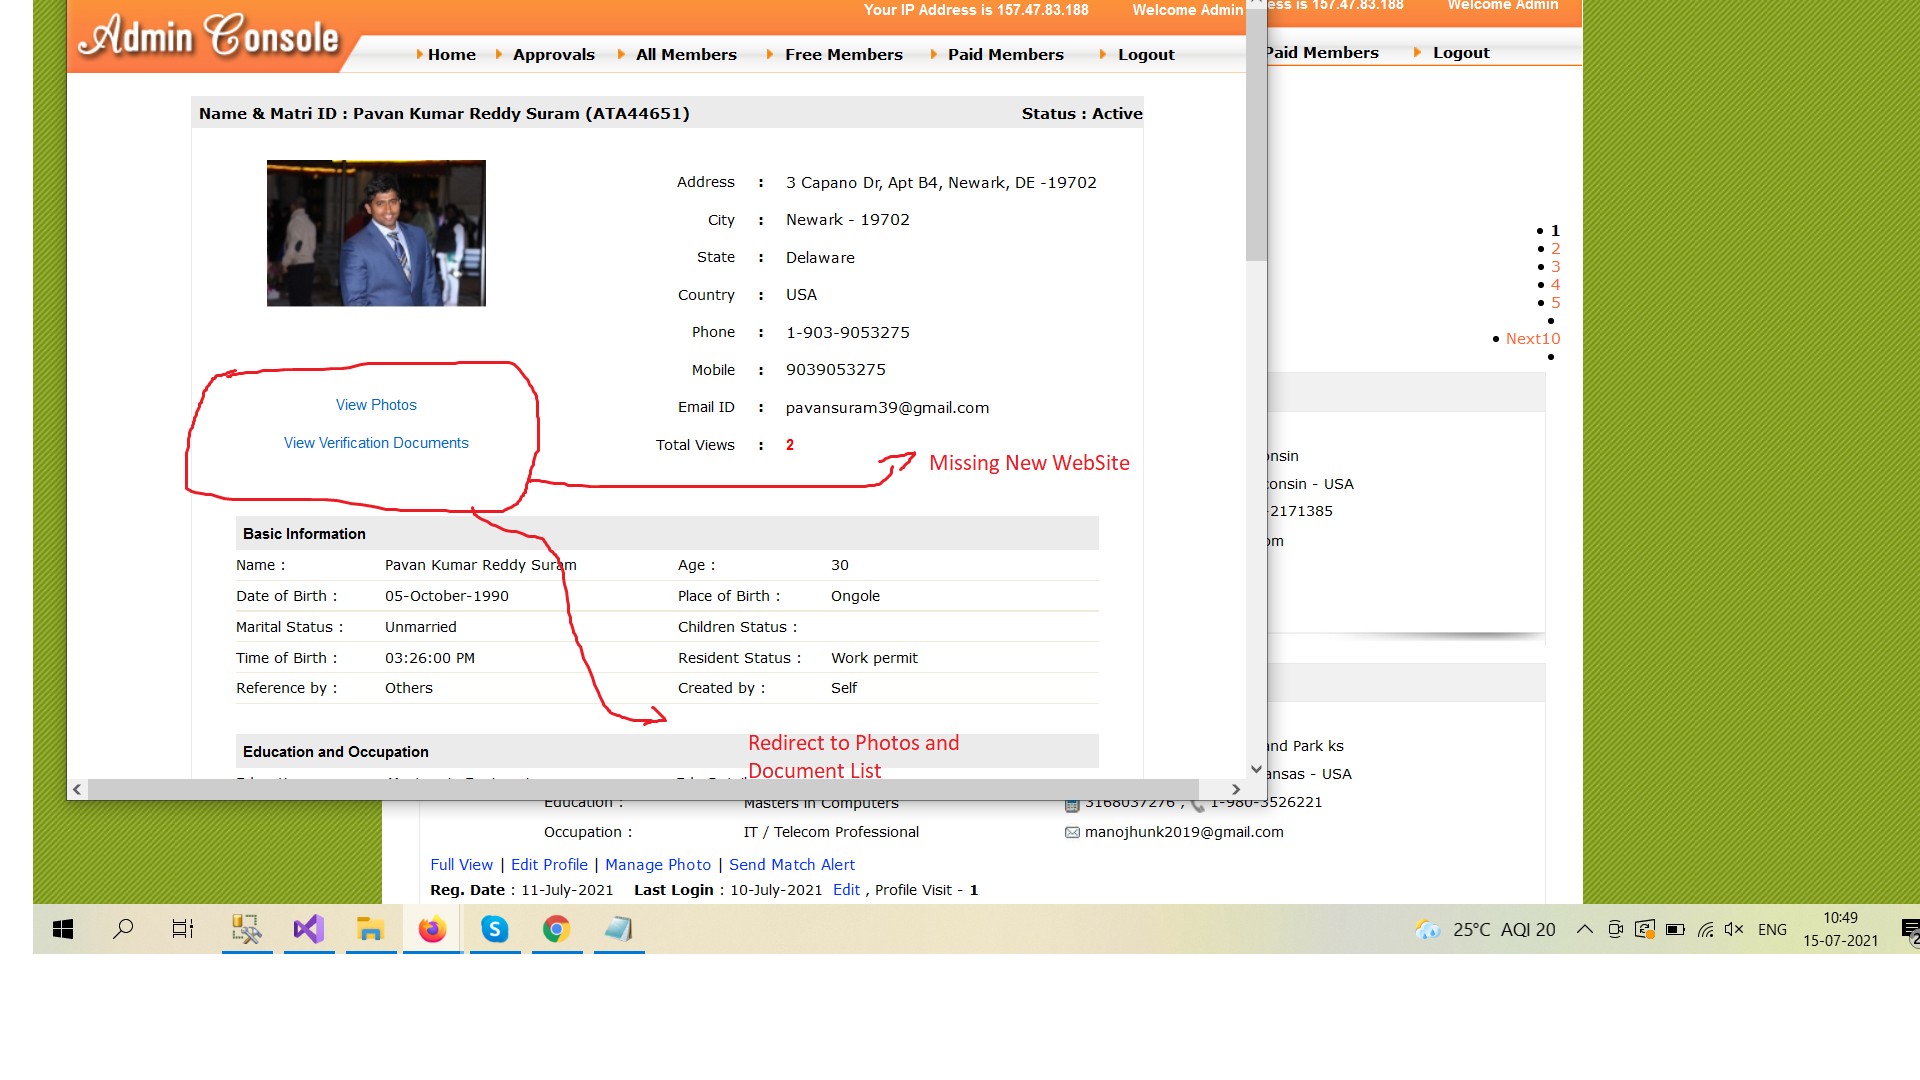 Your IP Address is 157.47.83.188 Welcome Admin
ess is 157.47.83.188 Welcome Admin
Admin Console
Home Approvals All Members Free Members Paid Members Logout
Paid Members Logout
Name & Matri ID : Pavan Kumar Reddy Suram (ATA44651) Status : Active
Address : 3 Capano Dr, Apt B4, Newark, DE -19702
City : Newark - 19702
State : Delaware
Country : USA
Phone : 1-903-9053275
Mobile : 9039053275
Email ID : pavansuram39@gmail.com
Total Views : 2
View Photos
View Verification Documents
Missing New WebSite
1
2
3
4
5
Next10
onsin
consin - USA
-2171385
om
Basic Information
Name : Pavan Kumar Reddy Suram Age : 30
Date of Birth : 05-October-1990 Place of Birth : Ongole
Marital Status : Unmarried Children Status :
Time of Birth : 03:26:00 PM Resident Status : Work permit
Reference by : Others Created by : Self
Education and Occupation
Redirect to Photos and
Document List
and Park ks
ansas - USA
Education : Masters in Computers 3168037276 , 1-980-3526221
Occupation : IT / Telecom Professional manojhunk2019@gmail.com
Full View | Edit Profile | Manage Photo | Send Match Alert
Reg. Date : 11-July-2021 Last Login : 10-July-2021 Edit , Profile Visit - 1
25°C AQI 20 ENG 10:49
15-07-2021
2